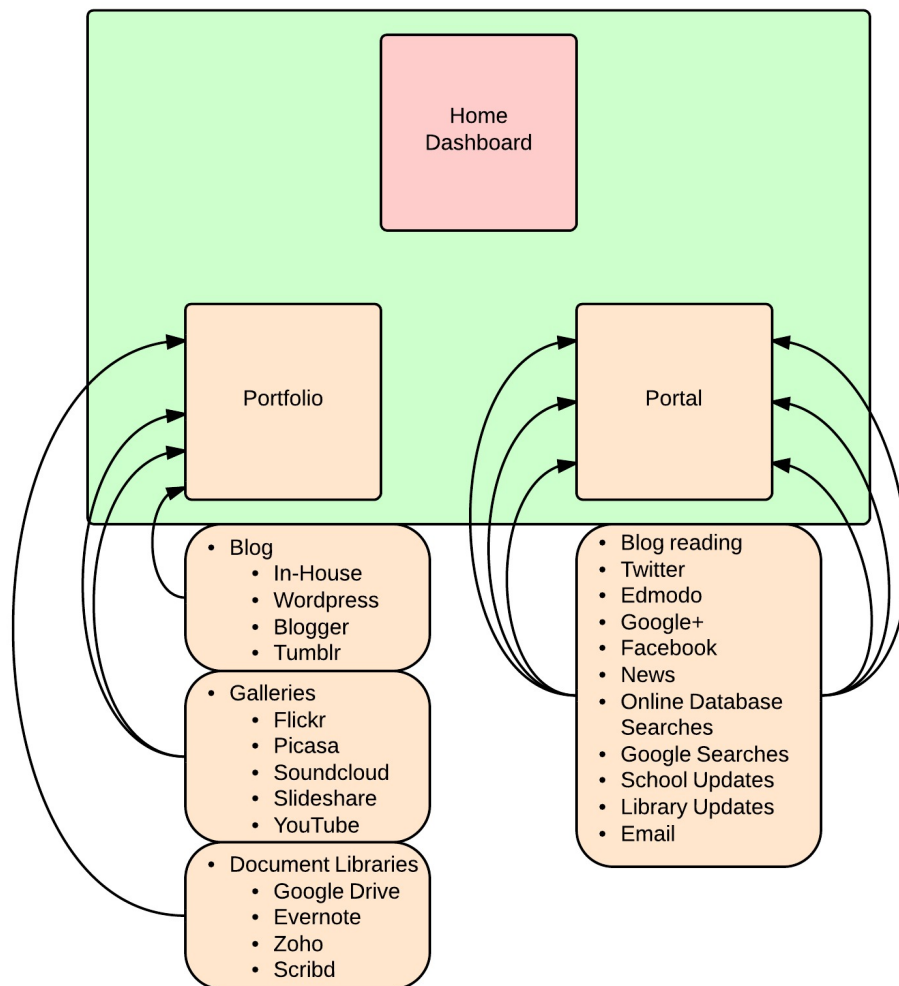 Home
Dashboard
Portfolio
Portal
• Blog
• In-House
• Wordpress
• Blogger
• Tumblr
• Galleries
• Flickr
• Picasa
• Soundcloud
• Slideshare
• YouTube
• Document Libraries
• Google Drive
• Evernote
• Zoho
• Scribd
• Blog reading
• Twitter
• Edmodo
• Google+
• Facebook
• News
• Online Database
Searches
• Google Searches
• School Updates
• Library Updates
• Email